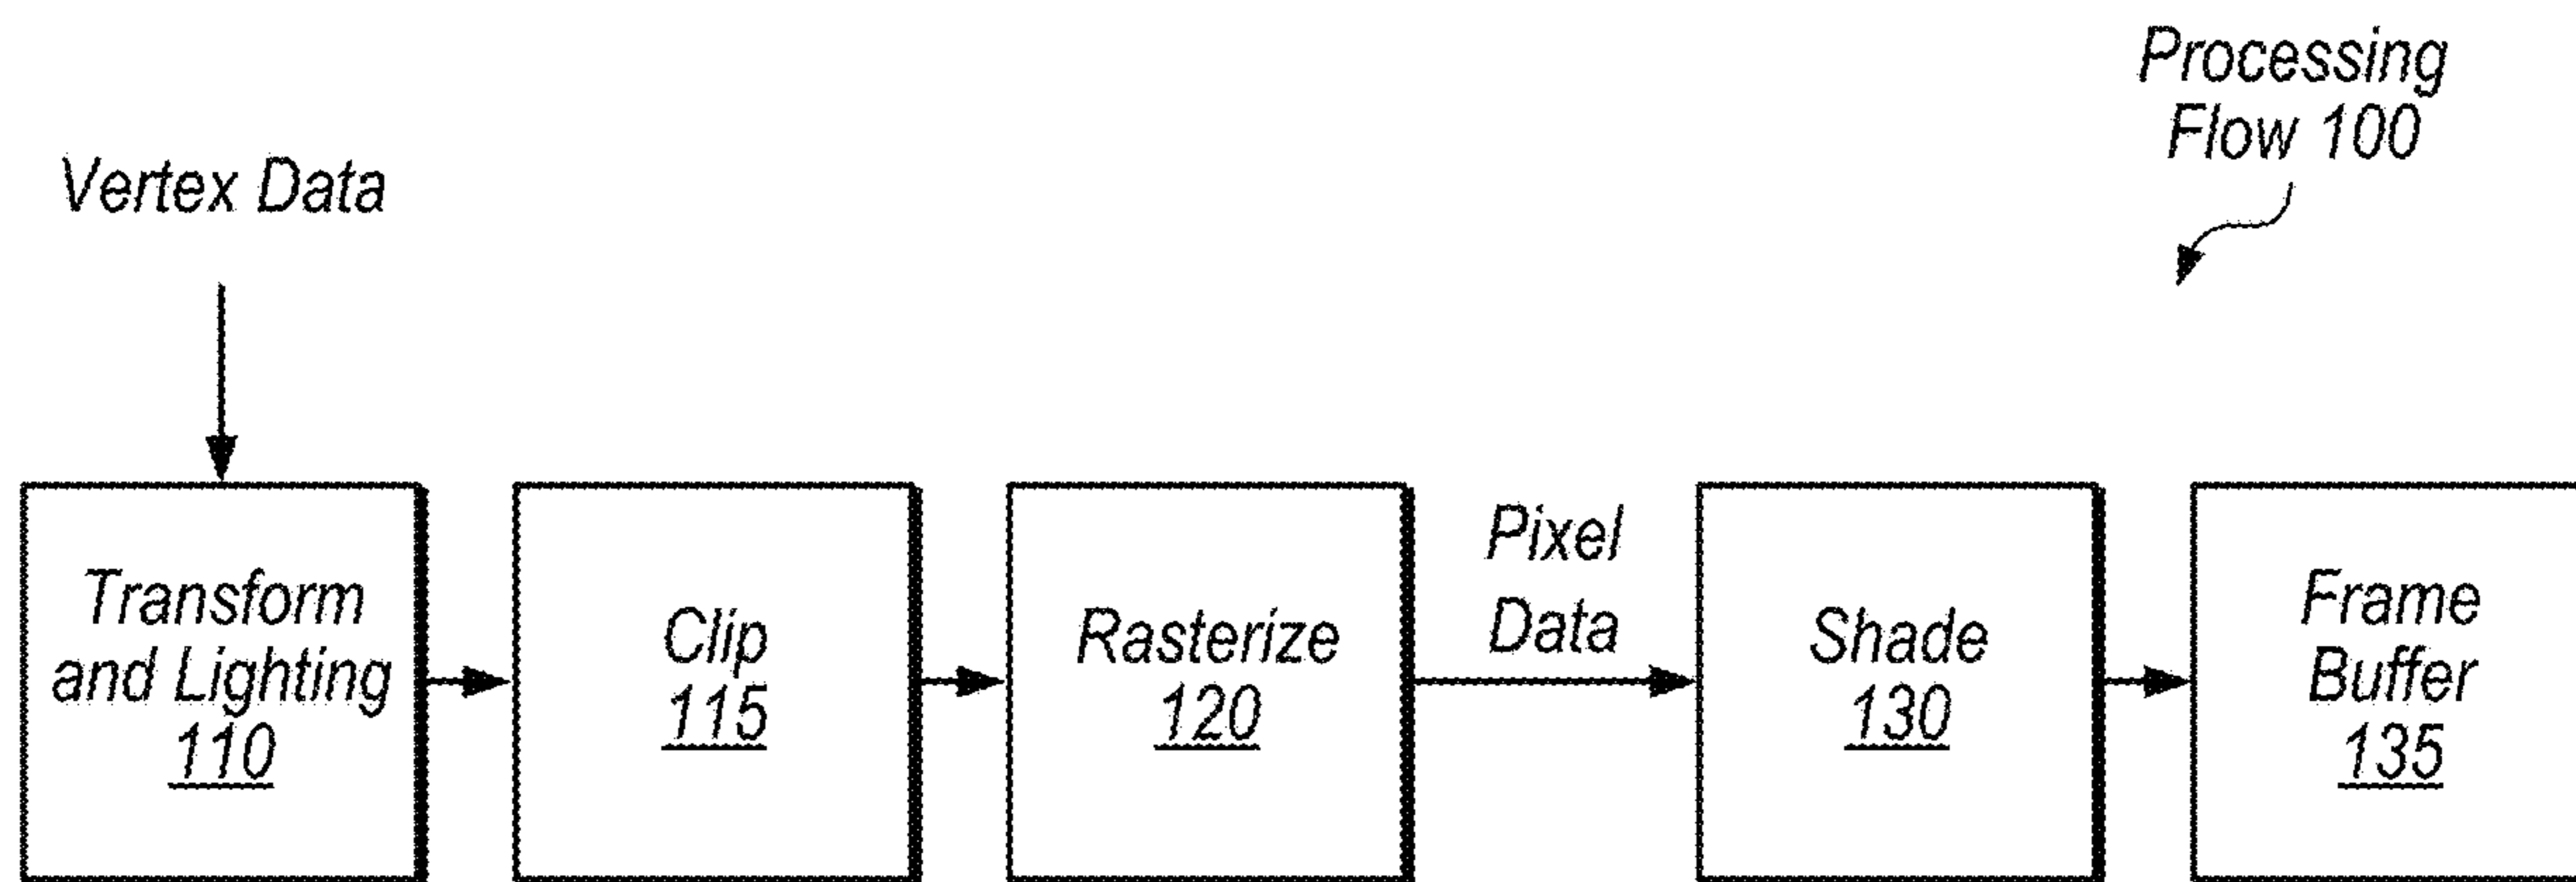 Processing
Flow 100
Vertex Data
Transform
and Lighting
110
Clip
115
Rasterize
120
Pixel
Data
Shade
130
Frame
Buffer
135